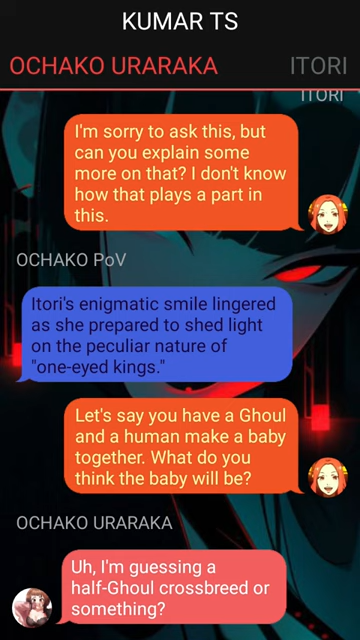 KUMAR TS
OCHAKO URARAKA
ITORI
ITORI
I'm sorry to ask this, but
can you explain some
more on that? I don't know
how that plays a part in
this.
OCHAKO PoV
Itori's enigmatic smile lingered
as she prepared to shed light
on the peculiar nature of
"one-eyed kings."
Let's say you have a Ghoul
and a human make a baby
together. What do you
think the baby will be?
OCHAKO URARAKA
Uh, I'm guessing a
half-Ghoul crossbreed or
something?